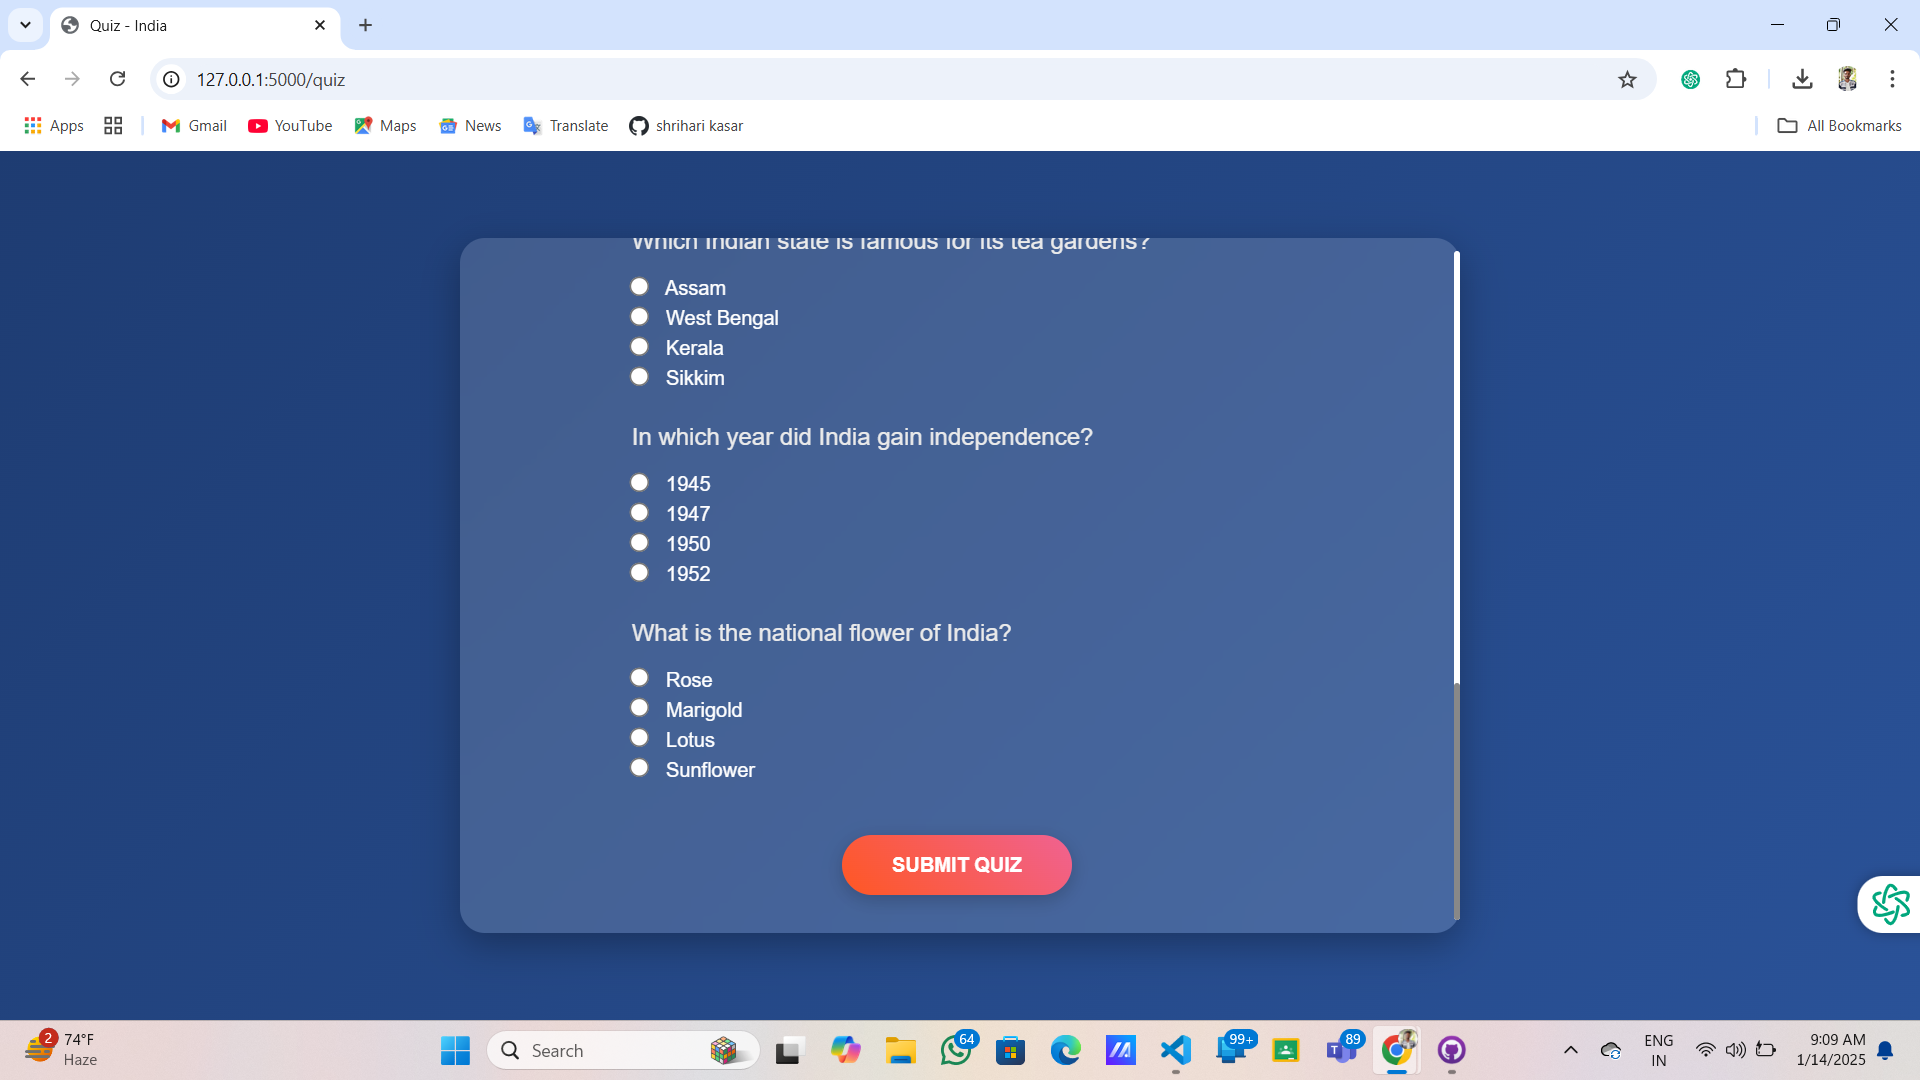 Quiz - India
127.0.0.1:5000/quiz
Apps
Gmail
YouTube
Maps
News
Translate
shrihari kasar
All Bookmarks
Which Indian state is famous for its tea gardens?
Assam
West Bengal
Kerala
Sikkim
In which year did India gain independence?
1945
1947
1950
1952
What is the national flower of India?
Rose
Marigold
Lotus
Sunflower
SUBMIT QUIZ
2
74°F
Haze
Search
64
99+
89
ENG
IN
9:09 AM
1/14/2025